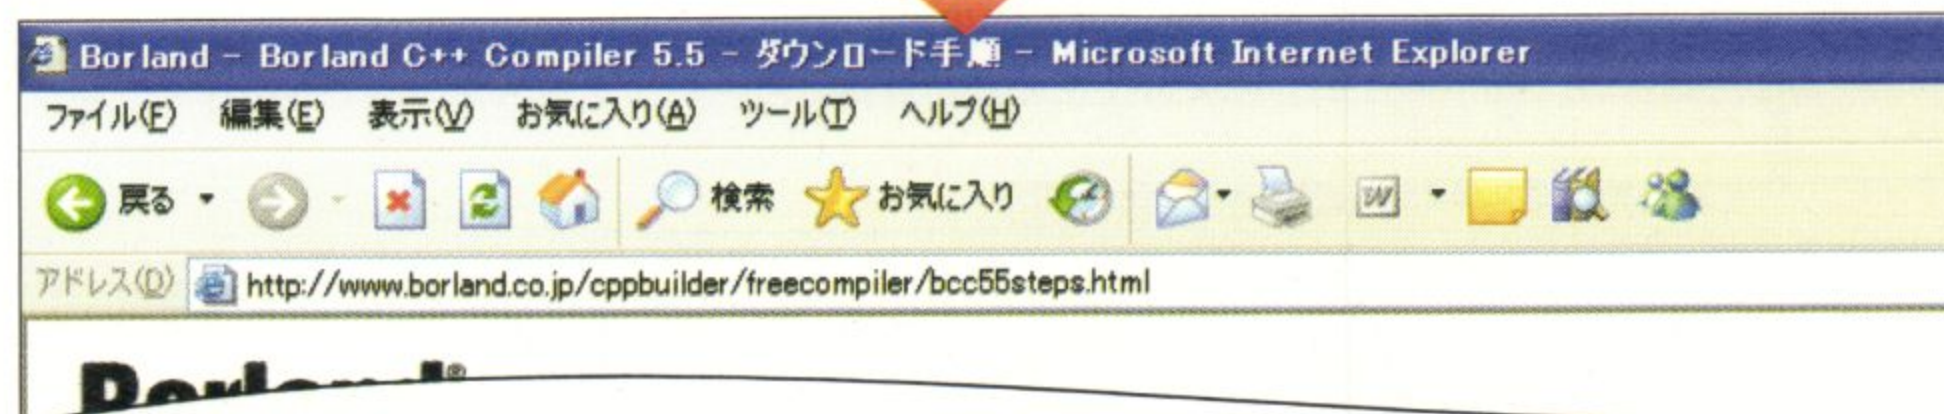 Borland - Borland C++ Compiler 5.5 - ダウンロード手順 - Microsoft Internet Explorer
ファイル(F) 編集(E) 表示(V) お気に入り(A) ツール(T) ヘルプ(H)
戻る 検索 お気に入り W
アドレス(D) http://www.borland.co.jp/cppbuilder/freecompiler/bcc55steps.html
Borland®